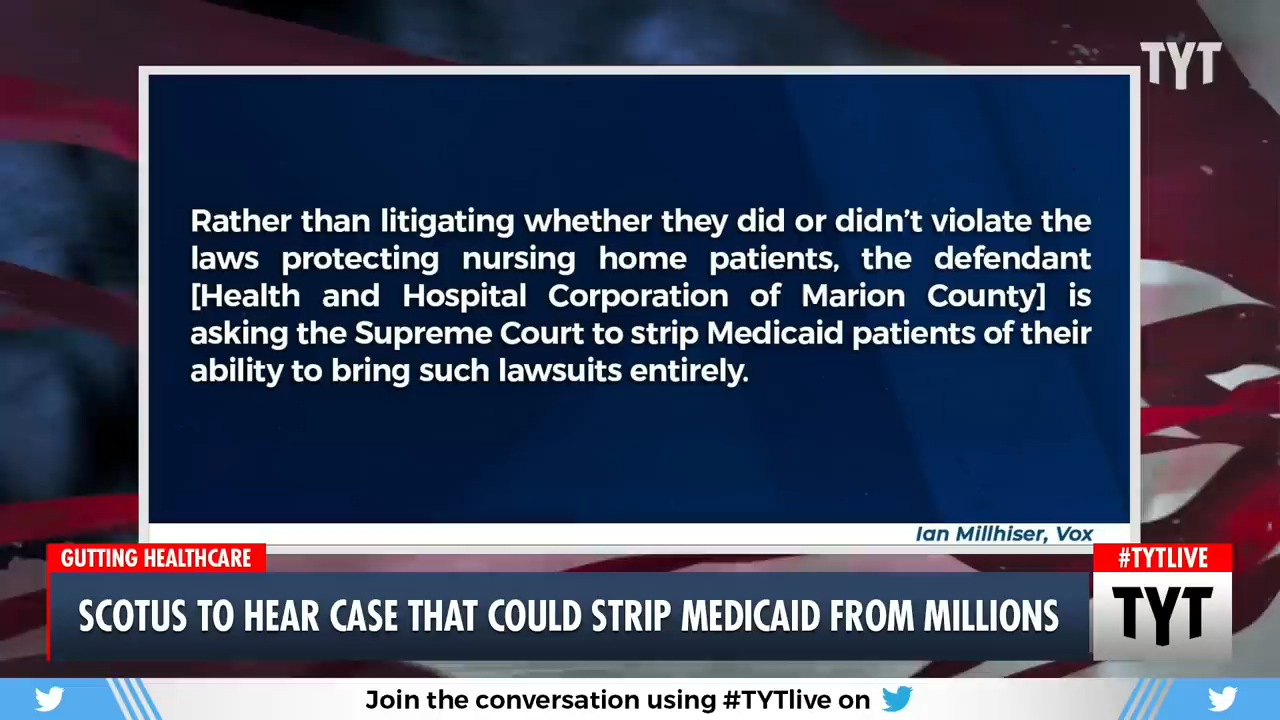 TYT
Rather than litigating whether they did or didn’t violate the
laws protecting nursing home patients, the defendant
[Health and Hospital Corporation of Marion County] is
asking the Supreme Court to strip Medicaid patients of their
ability to bring such lawsuits entirely.
Ian Millhiser, Vox
GUTTING HEALTHCARE
#TYTLIVE
SCOTUS TO HEAR CASE THAT COULD STRIP MEDICAID FROM MILLIONS
TYT
Join the conversation using #TYTlive on